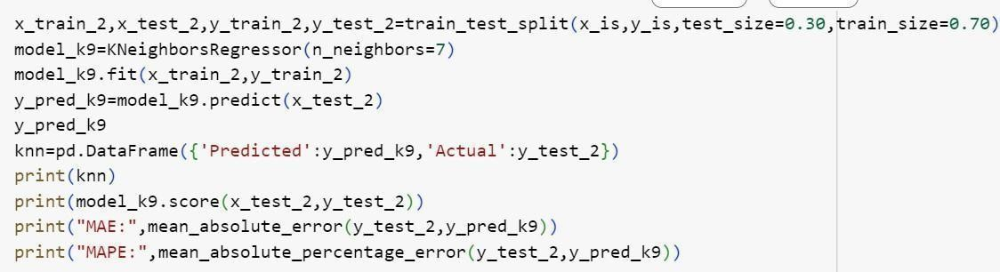 x_train_2,x_test_2,y_train_2,y_test_2=train_test_split(x_is,y_is,test_size=0.30,train_size=0.70)
model_k9=KNeighborsRegressor(n_neighbors=7)
model_k9.fit(x_train_2,y_train_2)
y_pred_k9=model_k9.predict(x_test_2)
y_pred_k9
knn=pd.DataFrame({'Predicted':y_pred_k9,'Actual':y_test_2})
print(knn)
print(model_k9.score(x_test_2,y_test_2))
print("MAE:",mean_absolute_error(y_test_2,y_pred_k9))
print("MAPE:",mean_absolute_percentage_error(y_test_2,y_pred_k9))